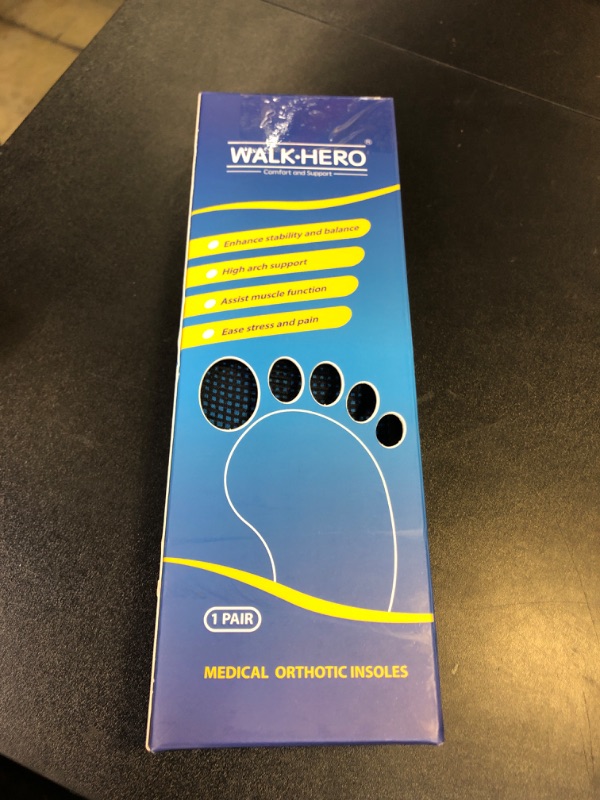 WALK·HERO®
Comfort and Support
Enhance stability and balance
High arch support
Assist muscle function
Ease stress and pain
1 PAIR
MEDICAL ORTHOTIC INSOLES